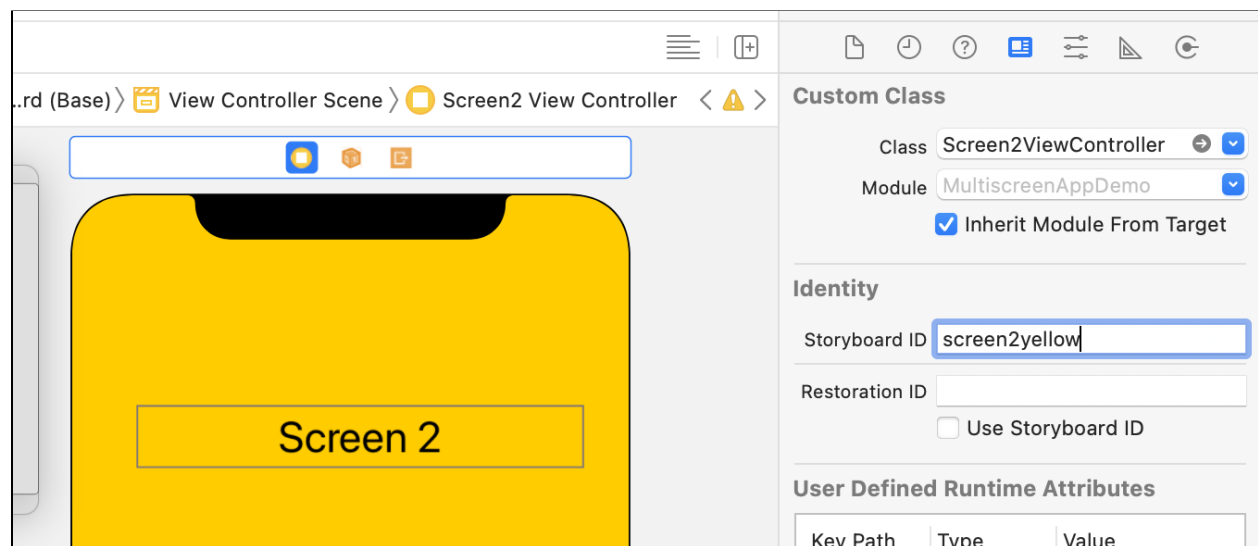 ..rd (Base) 〉 View Controller Scene 〉 Screen2 View Controller
Custom Class
Class Screen2ViewController
Module MultiscreenAppDemo
Inherit Module From Target
Identity
Storyboard ID screen2yellow
Restoration ID
Use Storyboard ID
Screen 2
User Defined Runtime Attributes
Key Path Type Value